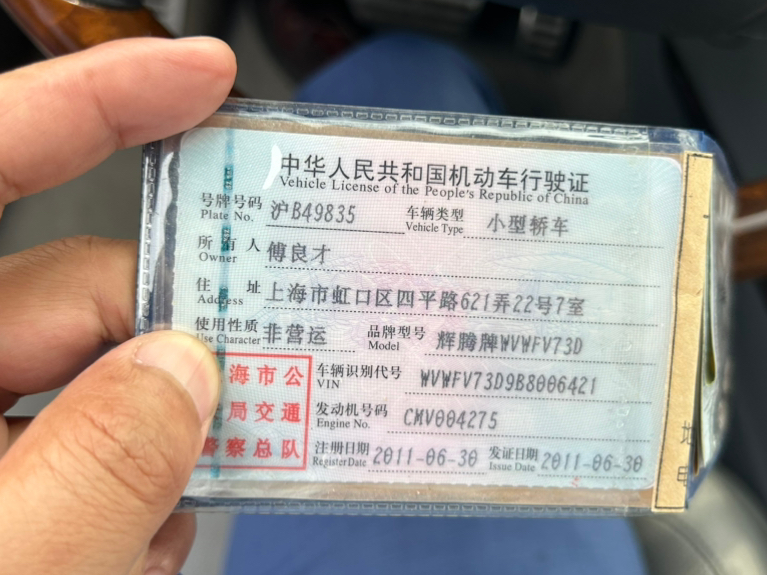 中华人民共和国机动车行驶证
Vehicle License of the People's Republic of China
号牌号码 沪B49835 车辆类型 小型轿车
Plate No. Vehicle Type
所有人 傅良才
Owner
住址 上海市虹口区四平路621弄22号7室
Address
使用性质 非营运 品牌型号 辉腾牌WVWFV73D
Use Character Model
海市公 车辆识别代号 WVWFV73D9B8006421
VIN
局交通 发动机号码 CMV004275
Engine No.
警察总队 注册日期 2011-06-30 发证日期 2011-06-30
Register Date Issue Date